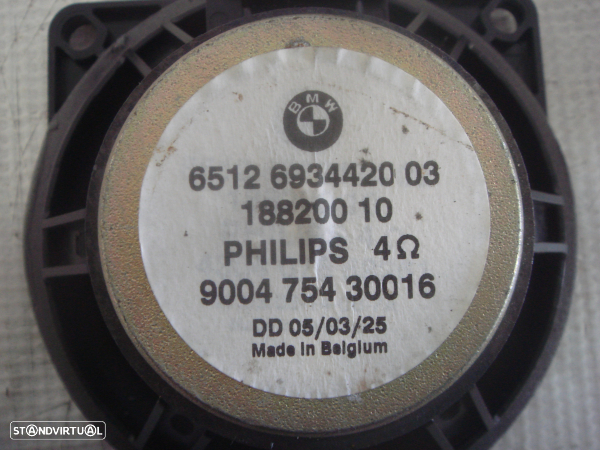 BMW
6512 6934420 03
188200 10
PHILIPS 4Ω
9004 754 30016
DD 05/03/25
Made in Belgium
STANDVIRTUAL